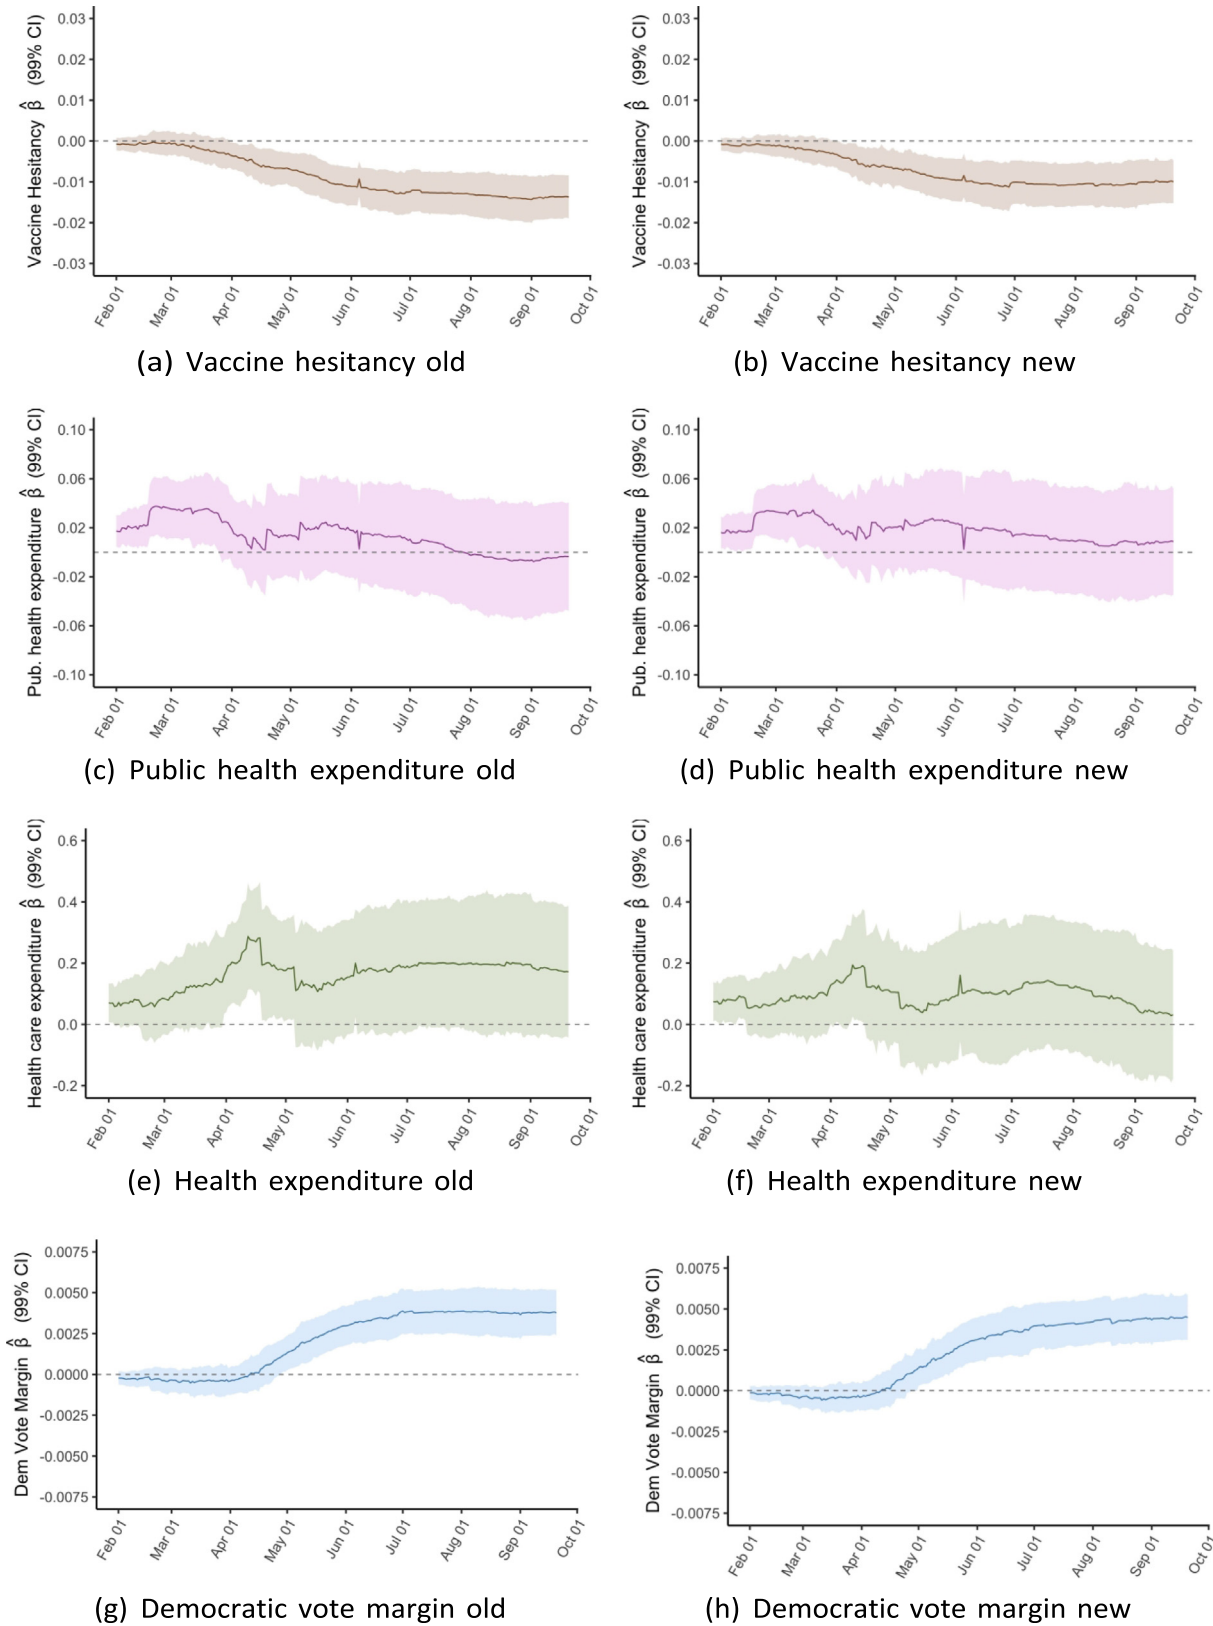 Vaccine Hesitancy β̂ (99% CI)
0.03
0.02
0.01
0.00
-0.01
-0.02
-0.03
Feb 01
Mar 01
Apr 01
May 01
Jun 01
Jul 01
Aug 01
Sep 01
Oct 01
(a) Vaccine hesitancy old
Vaccine Hesitancy β̂ (99% CI)
0.03
0.02
0.01
0.00
-0.01
-0.02
-0.03
Feb 01
Mar 01
Apr 01
May 01
Jun 01
Jul 01
Aug 01
Sep 01
Oct 01
(b) Vaccine hesitancy new
Pub. health expenditure β̂ (99% CI)
0.10
0.06
0.02
-0.02
-0.06
-0.10
Feb 01
Mar 01
Apr 01
May 01
Jun 01
Jul 01
Aug 01
Sep 01
Oct 01
(c) Public health expenditure old
Pub. health expenditure β̂ (99% CI)
0.10
0.06
0.02
-0.02
-0.06
-0.10
Feb 01
Mar 01
Apr 01
May 01
Jun 01
Jul 01
Aug 01
Sep 01
Oct 01
(d) Public health expenditure new
Health care expenditure β̂ (99% CI)
0.6
0.4
0.2
0.0
-0.2
Feb 01
Mar 01
Apr 01
May 01
Jun 01
Jul 01
Aug 01
Sep 01
Oct 01
(e) Health expenditure old
Health care expenditure β̂ (99% CI)
0.6
0.4
0.2
0.0
-0.2
Feb 01
Mar 01
Apr 01
May 01
Jun 01
Jul 01
Aug 01
Sep 01
Oct 01
(f) Health expenditure new
Dem Vote Margin β̂ (99% CI)
0.0075
0.0050
0.0025
0.0000
-0.0025
-0.0050
-0.0075
Feb 01
Mar 01
Apr 01
May 01
Jun 01
Jul 01
Aug 01
Sep 01
Oct 01
(g) Democratic vote margin old
Dem Vote Margin β̂ (99% CI)
0.0075
0.0050
0.0025
0.0000
-0.0025
-0.0050
-0.0075
Feb 01
Mar 01
Apr 01
May 01
Jun 01
Jul 01
Aug 01
Sep 01
Oct 01
(h) Democratic vote margin new